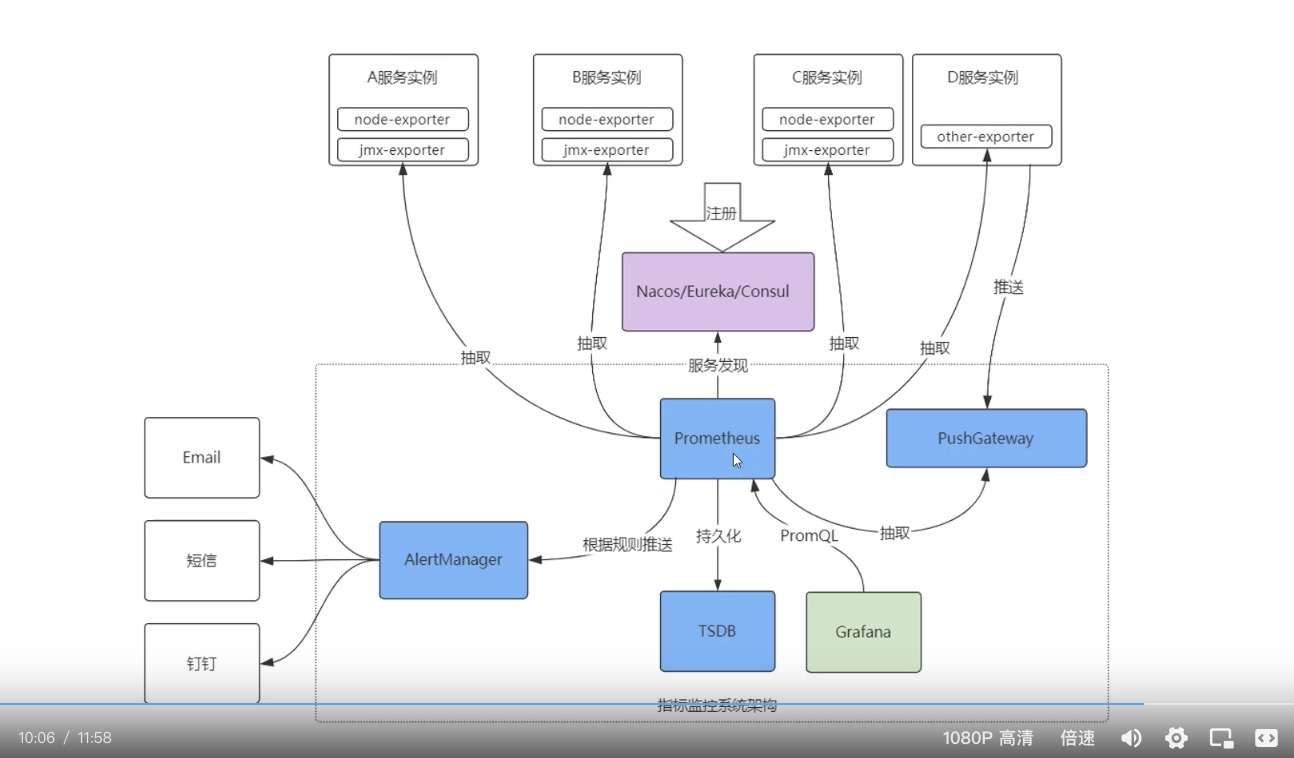 A服务实例
B服务实例
C服务实例
D服务实例
node-exporter
node-exporter
node-exporter
other-exporter
jmx-exporter
jmx-exporter
jmx-exporter
注册
Nacos/Eureka/Consul
推送
抽取
抽取
抽取
抽取
服务发现
Email
Prometheus
PushGateway
根据规则推送
持久化
PromQL
抽取
短信
AlertManager
TSDB
Grafana
钉钉
指标监控系统架构
10:06 / 11:58
1080P 高清
倍速